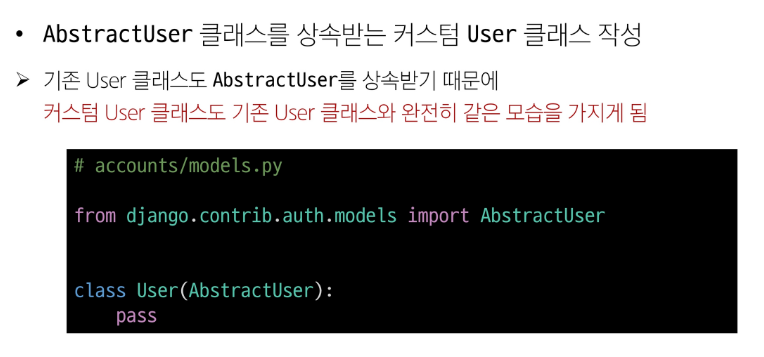 • AbstractUser 클래스를 상속받는 커스텀 User 클래스 작성
➢ 기존 User 클래스도 AbstractUser를 상속받기 때문에
커스텀 User 클래스도 기존 User 클래스와 완전히 같은 모습을 가지게 됨
# accounts/models.py
from django.contrib.auth.models import AbstractUser
class User(AbstractUser):
    pass